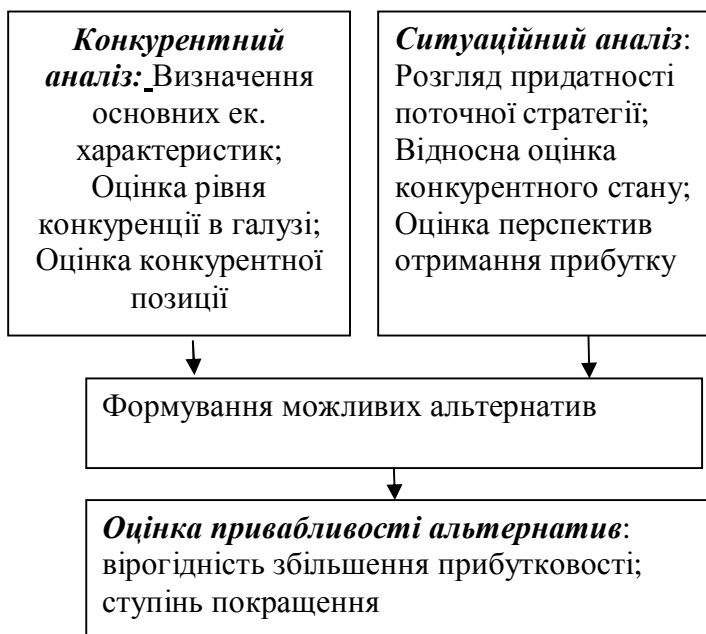 Конкурентний
аналіз: Визначення
основних ек.
характеристик;
Оцінка рівня
конкуренції в галузі;
Оцінка конкурентної
позиції
Ситуаційний аналіз:
Розгляд придатності
поточної стратегії;
Відносна оцінка
конкурентного стану;
Оцінка перспектив
отримання прибутку
Формування можливих альтернатив
Оцінка привабливості альтернатив:
вірогідність збільшення прибутковості;
ступінь покращення